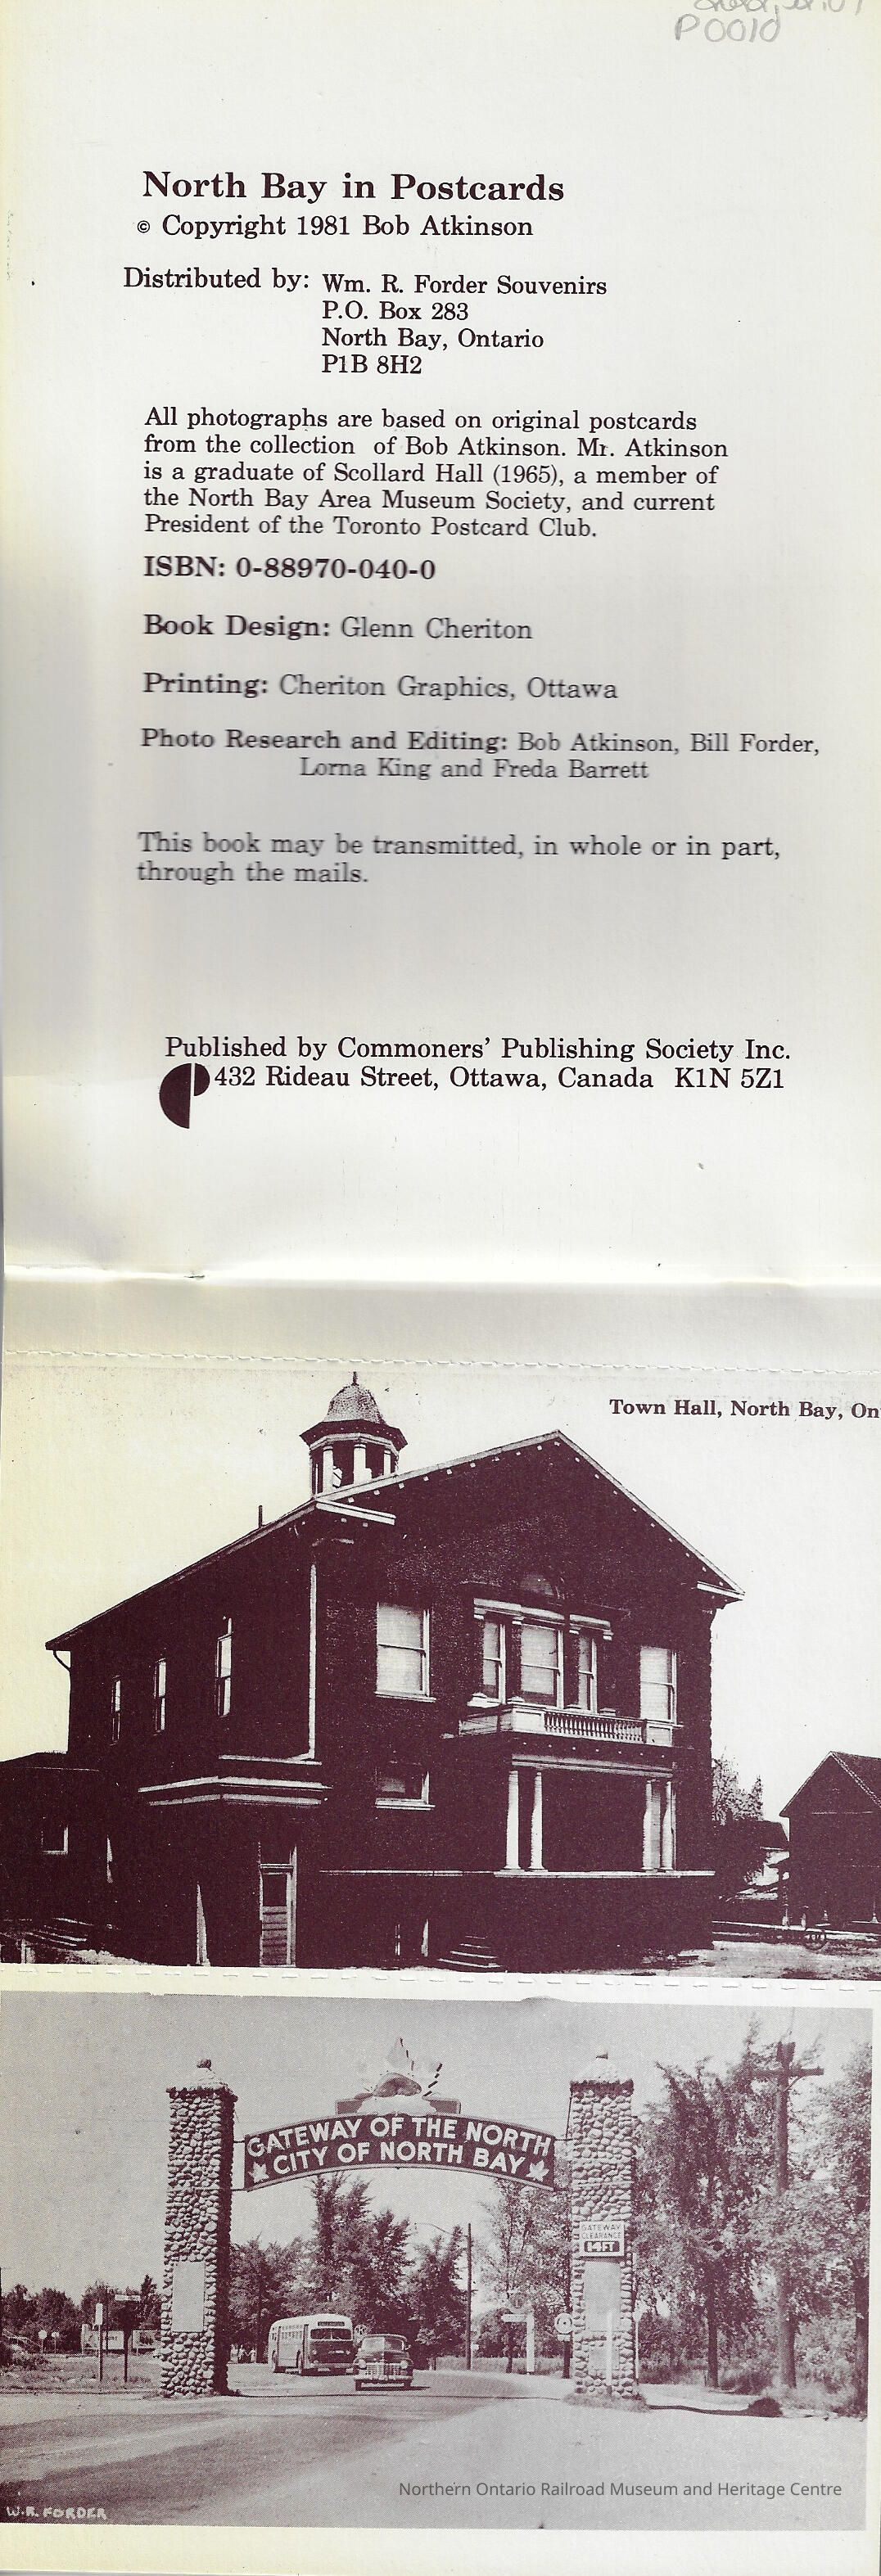 P0010
North Bay in Postcards
© Copyright 1981 Bob Atkinson
Distributed by: Wm. R. Forder Souvenirs
P.O. Box 283
North Bay, Ontario
P1B 8H2
All photographs are based on original postcards
from the collection of Bob Atkinson. Mr. Atkinson
is a graduate of Scollard Hall (1965), a member of
the North Bay Area Museum Society, and current
President of the Toronto Postcard Club.
ISBN: 0-88970-040-0
Book Design: Glenn Cheriton
Printing: Cheriton Graphics, Ottawa
Photo Research and Editing: Bob Atkinson, Bill Forder,
Lorna King and Freda Barrett
This book may be transmitted, in whole or in part,
through the mails.
Published by Commoners' Publishing Society Inc.
432 Rideau Street, Ottawa, Canada K1N 5Z1
Town Hall, North Bay, On
GATEWAY OF THE NORTH
CITY OF NORTH BAY
GATEWAY
CLEARANCE
14FT
Northern Ontario Railroad Museum and Heritage Centre
W.R. FORDER